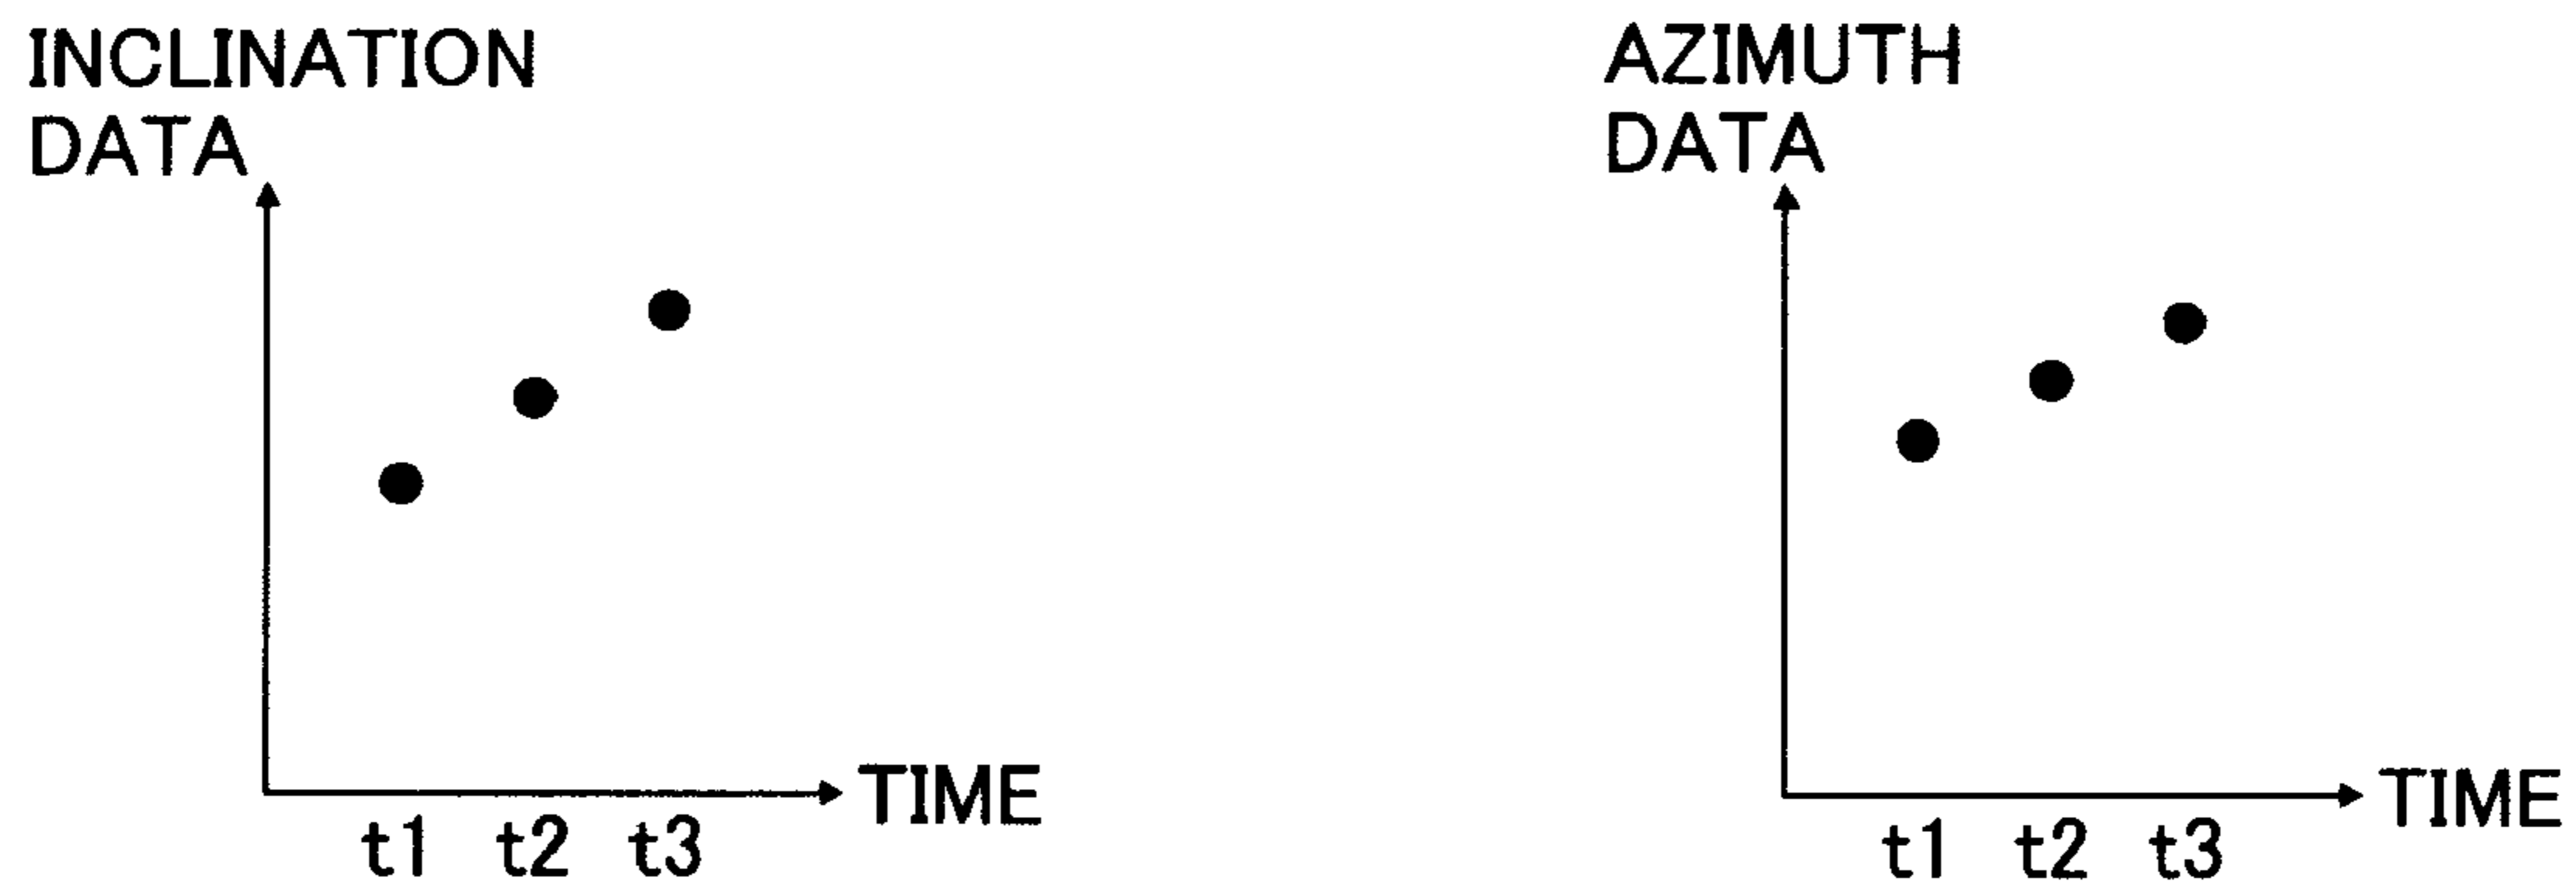 INCLINATION
DATA
TIME
t1 t2 t3
AZIMUTH
DATA
TIME
t1 t2 t3